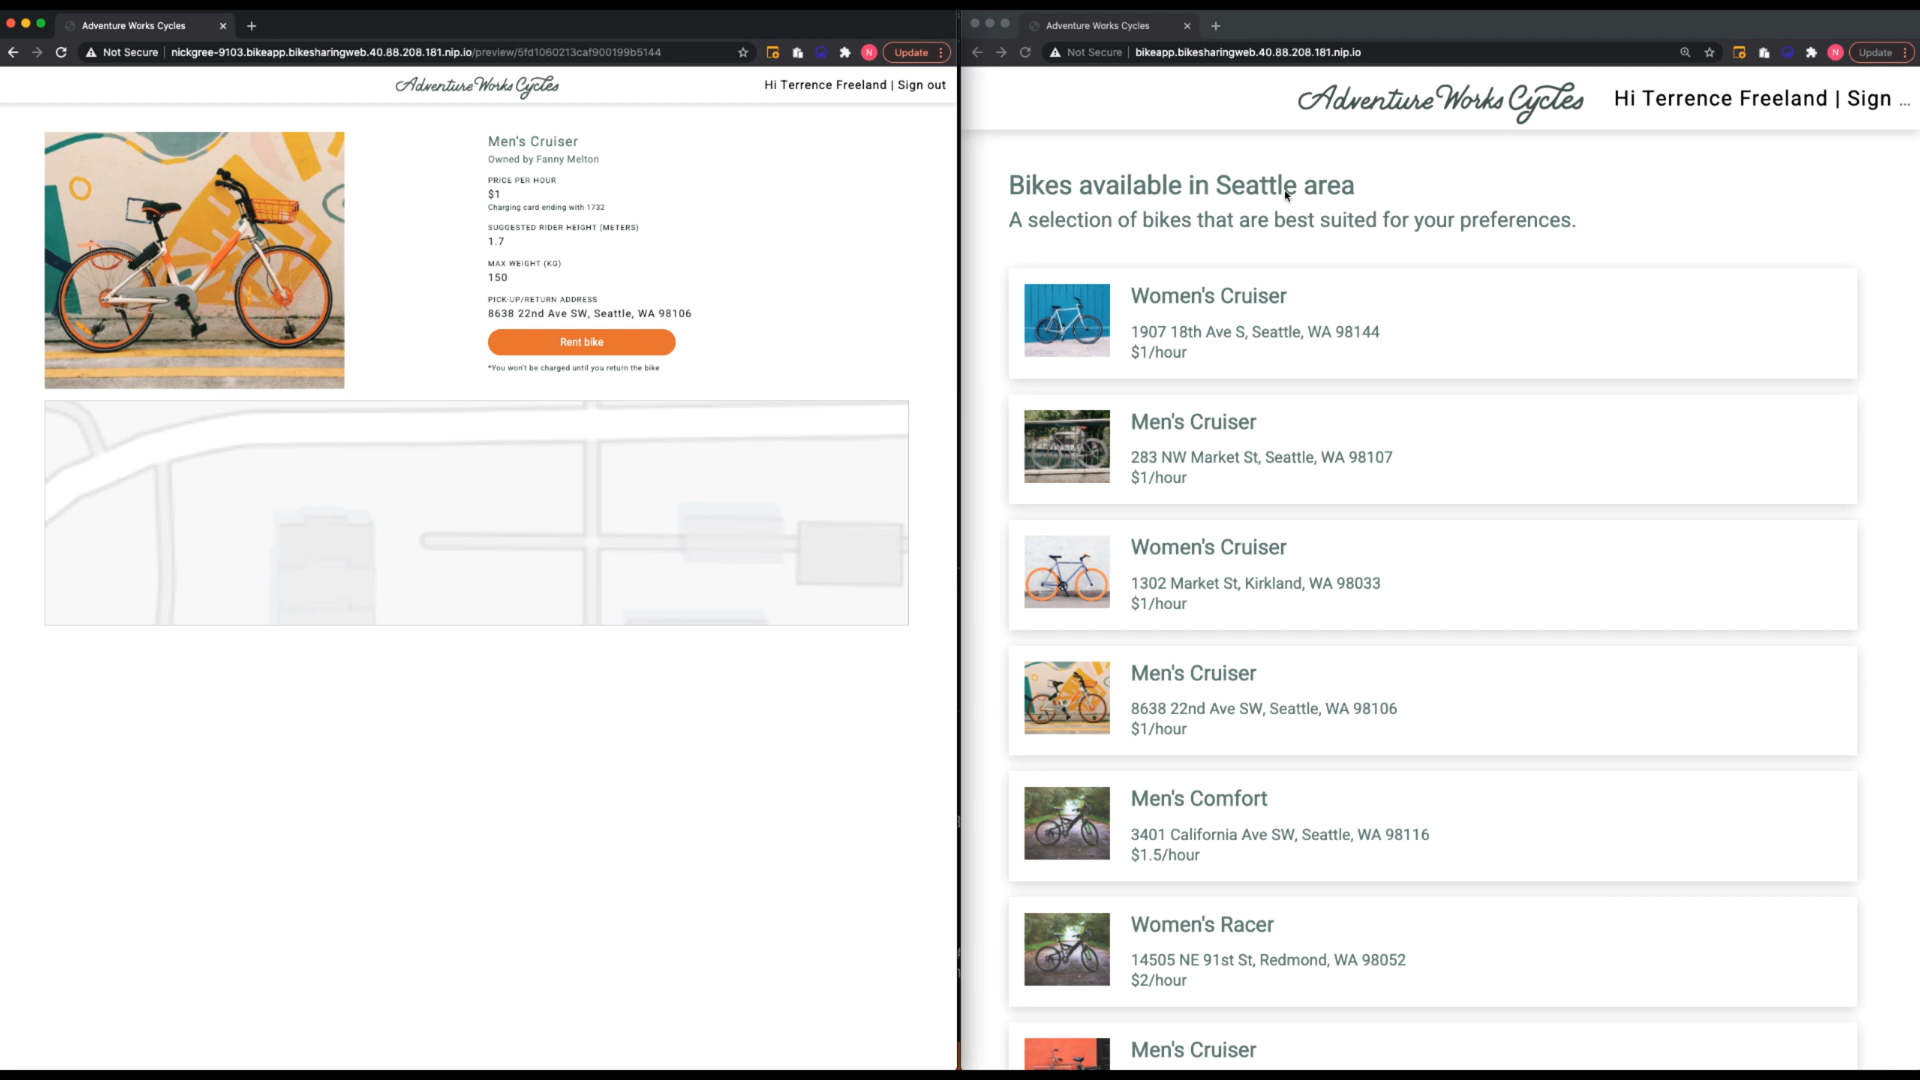 Adventure Works Cycles
Not Secure | nickgree-9103.bikeapp.bikesharingweb.40.88.208.181.nip.io/preview/5fd1060213caf900199b5144
N
Update
Adventure Works Cycles
Hi Terrence Freeland | Sign out
Men's Cruiser
Owned by Fanny Melton
PRICE PER HOUR
$1
Charging card ending with 1732
SUGGESTED RIDER HEIGHT (METERS)
1.7
MAX WEIGHT (KG)
150
PICK-UP/RETURN ADDRESS
8638 22nd Ave SW, Seattle, WA 98106
Rent bike
*You won't be charged until you return the bike
Adventure Works Cycles
Not Secure | bikeapp.bikesharingweb.40.88.208.181.nip.io
N
Update
Adventure Works Cycles
Hi Terrence Freeland | Sign ...
Bikes available in Seattle area
A selection of bikes that are best suited for your preferences.
Women's Cruiser
1907 18th Ave S, Seattle, WA 98144
$1/hour
Men's Cruiser
283 NW Market St, Seattle, WA 98107
$1/hour
Women's Cruiser
1302 Market St, Kirkland, WA 98033
$1/hour
Men's Cruiser
8638 22nd Ave SW, Seattle, WA 98106
$1/hour
Men's Comfort
3401 California Ave SW, Seattle, WA 98116
$1.5/hour
Women's Racer
14505 NE 91st St, Redmond, WA 98052
$2/hour
Men's Cruiser